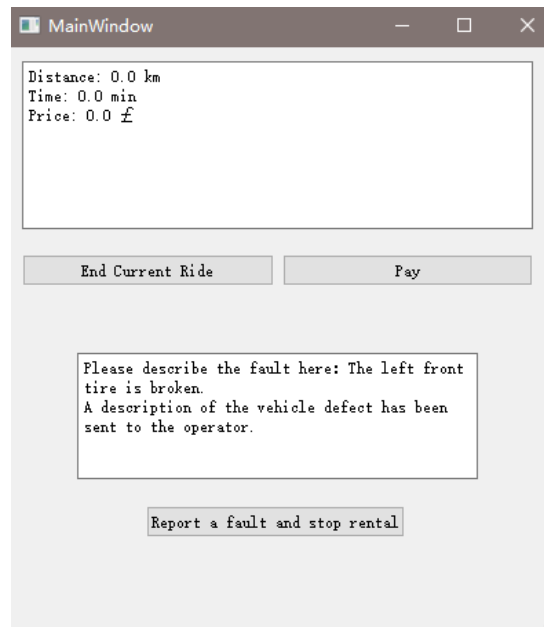 MainWindow
Distance: 0.0 km
Time: 0.0 min
Price: 0.0 £
End Current Ride
Pay
Please describe the fault here: The left front
tire is broken.
A description of the vehicle defect has been
sent to the operator.
Report a fault and stop rental